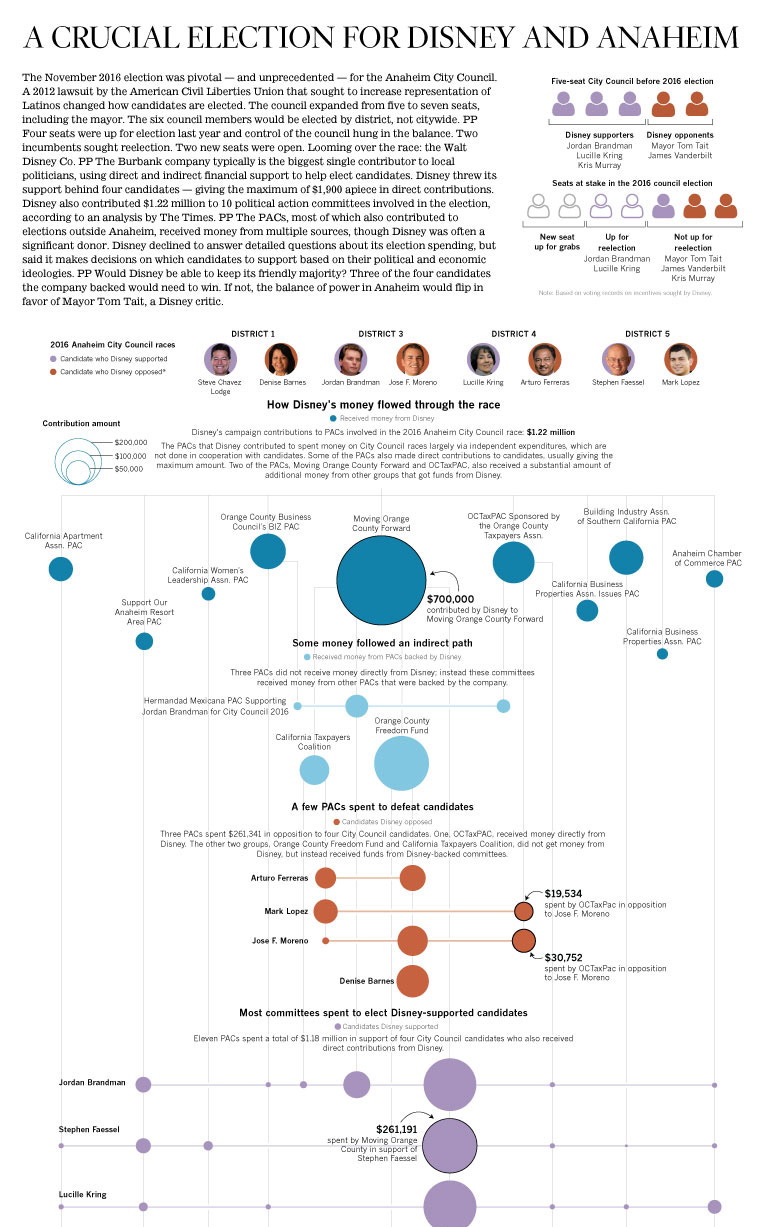 A CRUCIAL ELECTION FOR DISNEY AND ANAHEIM
The November 2016 election was pivotal — and unprecedented — for the Anaheim City Council.
A 2012 lawsuit by the American Civil Liberties Union that sought to increase representation of
Latinos changed how candidates are elected. The council expanded from five to seven seats,
including the mayor. The six council members would be elected by district, not citywide. PP
Four seats were up for election last year and control of the council hung in the balance. Two
incumbents sought reelection. Two new seats were open. Looming over the race: the Walt
Disney Co. PP The Burbank company typically is the biggest single contributor to local
politicians, using direct and indirect financial support to help elect candidates. Disney threw its
support behind four candidates — giving the maximum of $1,900 apiece in direct contributions.
Disney also contributed $1.22 million to 10 political action committees involved in the election,
according to an analysis by The Times. PP The PACs, most of which also contributed to
elections outside Anaheim, received money from multiple sources, though Disney was often a
significant donor. Disney declined to answer detailed questions about its election spending, but
said it makes decisions on which candidates to support based on their political and economic
ideologies. PP Would Disney be able to keep its friendly majority? Three of the four candidates
the company backed would need to win. If not, the balance of power in Anaheim would flip in
favor of Mayor Tom Tait, a Disney critic.
Five-seat City Council before 2016 election
Disney supporters
Jordan Brandman
Lucille Kring
Kris Murray
Disney opponents
Mayor Tom Tait
James Vanderbilt
Seats at stake in the 2016 council election
New seat
up for grabs
Up for
reelection
Jordan Brandman
Lucille Kring
Not up for
reelection
Mayor Tom Tait
James Vanderbilt
Kris Murray
Note: Based on voting records on incentives sought by Disney.
2016 Anaheim City Council races
Candidate who Disney supported
Candidate who Disney opposed*
DISTRICT 1
Steve Chavez
Lodge
Denise Barnes
DISTRICT 3
Jordan Brandman
Jose F. Moreno
DISTRICT 4
Lucille Kring
Arturo Ferreras
DISTRICT 5
Stephen Faessel
Mark Lopez
How Disney's money flowed through the race
Received money from Disney
Contribution amount
$200,000
$100,000
$50,000
Disney's campaign contributions to PACs involved in the 2016 Anaheim City Council race: $1.22 million
The PACs that Disney contributed to spent money on City Council races largely via independent expenditures, which are
not done in cooperation with candidates. Some of the PACs also made direct contributions to candidates, usually giving the
maximum amount. Two of the PACs, Moving Orange County Forward and OCTaxPAC, also received a substantial amount of
additional money from other groups that got funds from Disney.
California Apartment
Assn. PAC
Support Our
Anaheim Resort
Area PAC
California Women's
Leadership Assn. PAC
Orange County Business
Council's BIZ PAC
Moving Orange
County Forward
$700,000
contributed by Disney to
Moving Orange County Forward
OCTaxPAC Sponsored by
the Orange County
Taxpayers Assn.
California Business
Properties Assn. Issues PAC
Building Industry Assn.
of Southern California PAC
California Business
Properties Assn. PAC
Anaheim Chamber
of Commerce PAC
Some money followed an indirect path
Received money from PACs backed by Disney
Three PACs did not receive money directly from Disney; instead these committees
received money from other PACs that were backed by the company.
Hermandad Mexicana PAC Supporting
Jordan Brandman for City Council 2016
California Taxpayers
Coalition
Orange County
Freedom Fund
A few PACs spent to defeat candidates
Candidates Disney opposed
Three PACs spent $261,341 in opposition to four City Council candidates. One, OCTaxPAC, received money directly from
Disney. The other two groups, Orange County Freedom Fund and California Taxpayers Coalition, did not get money from
Disney, but instead received funds from Disney-backed committees.
Arturo Ferreras
Mark Lopez
$19,534
spent by OCTaxPac in opposition
to Jose F. Moreno
Jose F. Moreno
$30,752
spent by OCTaxPac in opposition
to Jose F. Moreno
Denise Barnes
Most committees spent to elect Disney-supported candidates
Candidates Disney supported
Eleven PACs spent a total of $1.18 million in support of four City Council candidates who also received
direct contributions from Disney.
Jordan Brandman
Stephen Faessel
$261,191
spent by Moving Orange
County in support of
Stephen Faessel
Lucille Kring